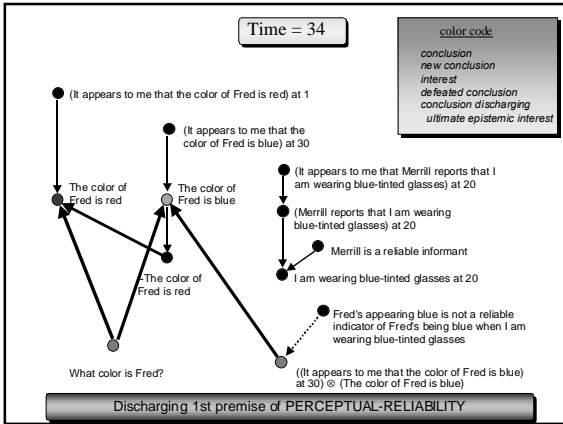 Time = 34
color code
conclusion
new conclusion
interest
defeated conclusion
conclusion discharging
ultimate epistemic interest
(It appears to me that the color of Fred is red) at 1
(It appears to me that the
color of Fred is blue) at 30
(It appears to me that Merrill reports that I
am wearing blue-tinted glasses) at 20
The color of
Fred is red
The color of
Fred is blue
(Merrill reports that I am wearing
blue-tinted glasses) at 20
Merrill is a reliable informant
-The color of
Fred is red
I am wearing blue-tinted glasses at 20
Fred's appearing blue is not a reliable
indicator of Fred's being blue when I am
wearing blue-tinted glasses
What color is Fred?
((It appears to me that the color of Fred is blue)
at 30) ⊗ (The color of Fred is blue)
Discharging 1st premise of PERCEPTUAL-RELIABILITY